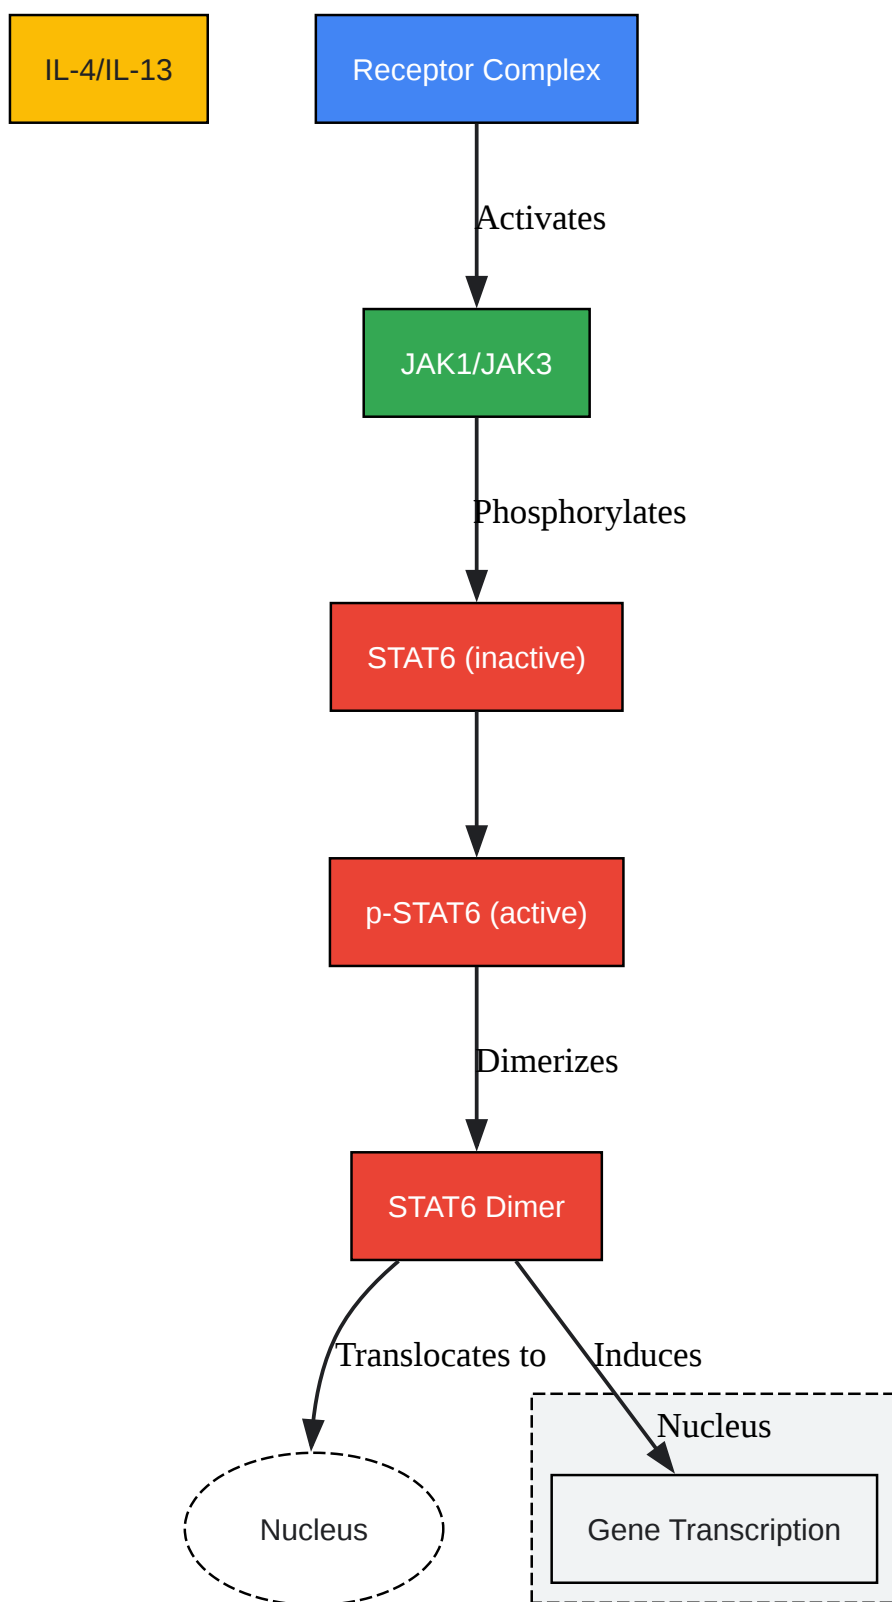 IL-4/IL-13
Receptor Complex
Activates
JAK1/JAK3
Phosphorylates
STAT6 (inactive)
p-STAT6 (active)
Dimerizes
STAT6 Dimer
Translocates to
Induces
Nucleus
Nucleus
Gene Transcription